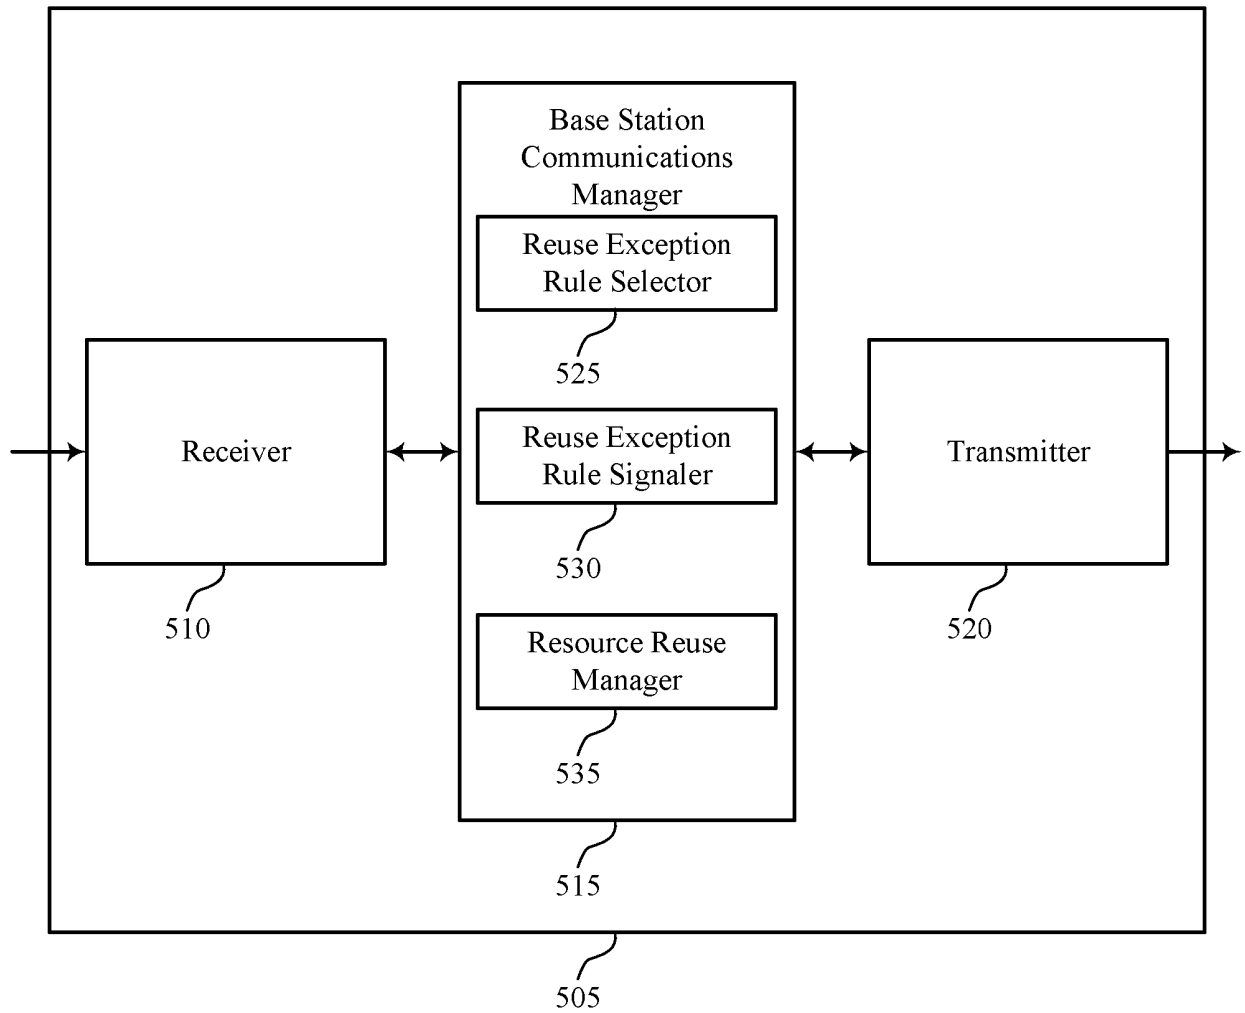 Base Station
Communications
Manager
Reuse Exception
Rule Selector
525
Receiver
510
Reuse Exception
Rule Signaler
530
Transmitter
520
Resource Reuse
Manager
535
515
505